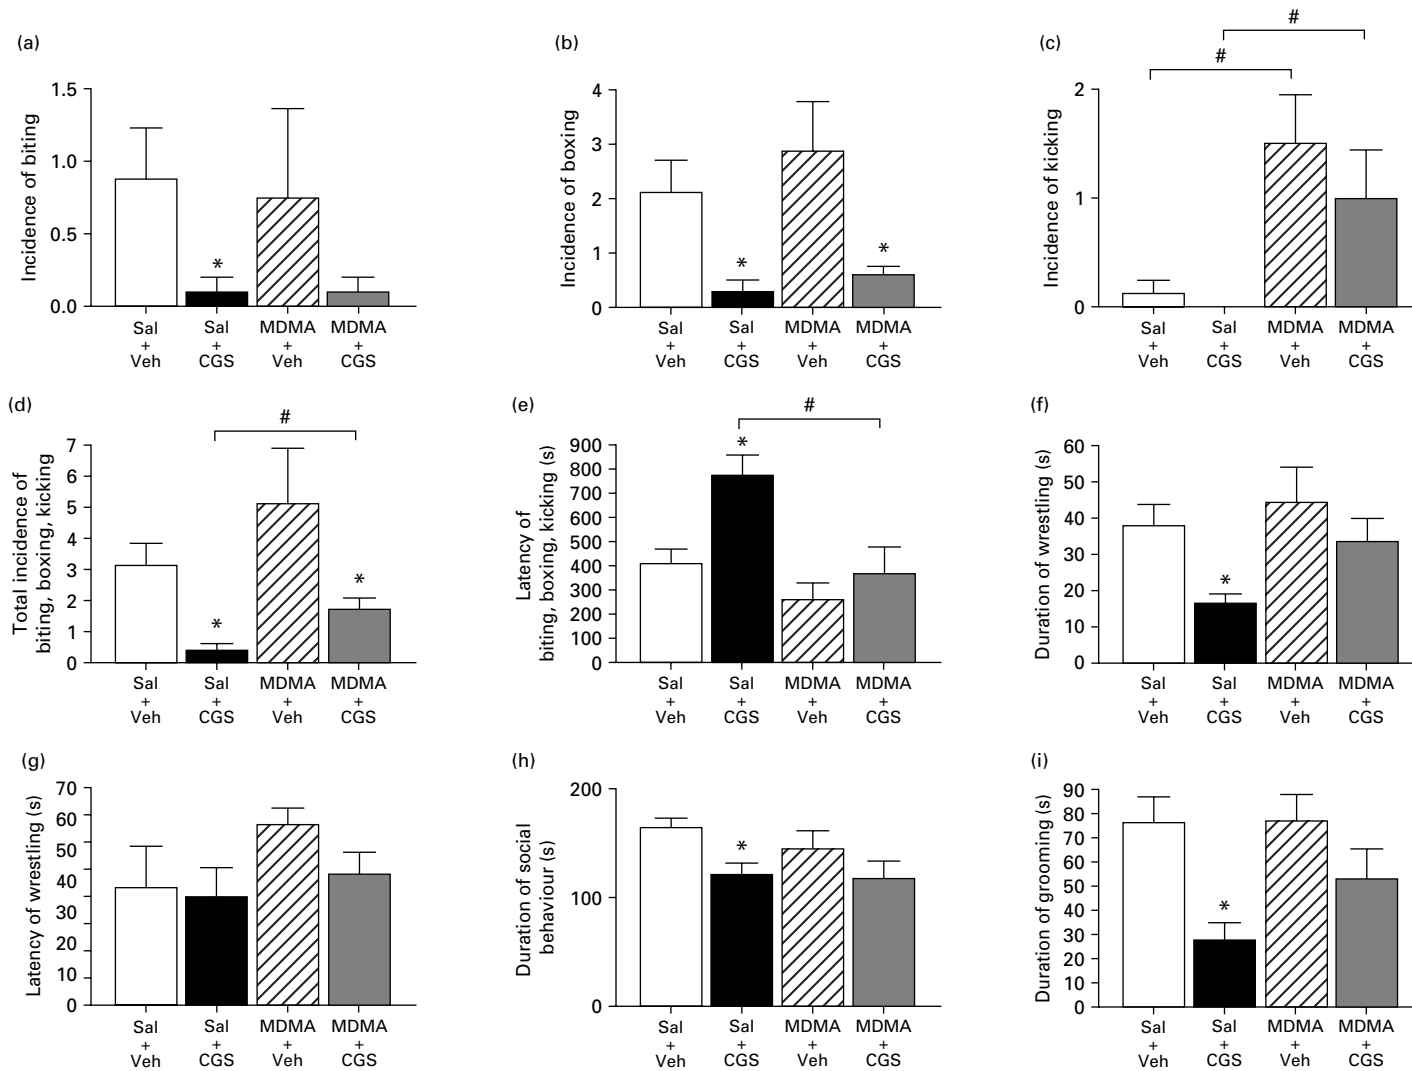 (a)
Incidence of biting
1.5
1.0
0.5
0.0
*
Sal + Veh
Sal + CGS
MDMA + Veh
MDMA + CGS
(b)
Incidence of boxing
4
3
2
1
0
*
*
Sal + Veh
Sal + CGS
MDMA + Veh
MDMA + CGS
(c)
#
#
Incidence of kicking
2
1
0
Sal + Veh
Sal + CGS
MDMA + Veh
MDMA + CGS
(d)
#
Total incidence of
biting, boxing, kicking
7
6
5
4
3
2
1
0
*
*
Sal + Veh
Sal + CGS
MDMA + Veh
MDMA + CGS
(e)
#
Latency of
biting, boxing, kicking (s)
900
800
700
600
500
400
300
200
100
0
*
Sal + Veh
Sal + CGS
MDMA + Veh
MDMA + CGS
(f)
Duration of wrestling (s)
60
50
40
30
20
10
0
*
Sal + Veh
Sal + CGS
MDMA + Veh
MDMA + CGS
(g)
Latency of wrestling (s)
70
60
50
40
30
20
10
0
Sal + Veh
Sal + CGS
MDMA + Veh
MDMA + CGS
(h)
Duration of social
behaviour (s)
200
100
0
*
Sal + Veh
Sal + CGS
MDMA + Veh
MDMA + CGS
(i)
Duration of grooming (s)
90
80
70
60
50
40
30
20
10
0
*
Sal + Veh
Sal + CGS
MDMA + Veh
MDMA + CGS